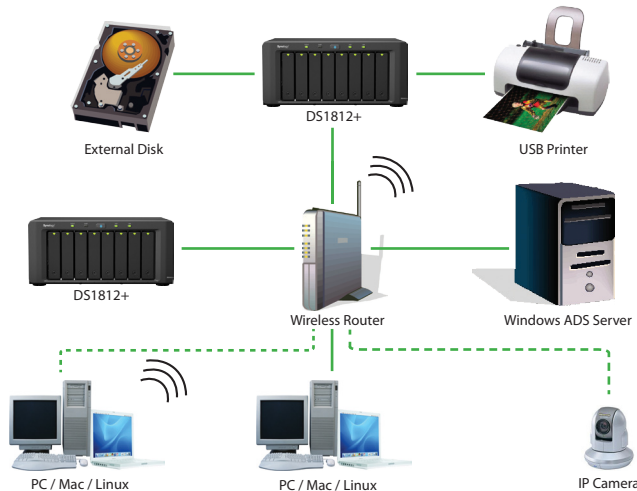 DS1812+
External Disk
USB Printer
DS1812+
Wireless Router
Windows ADS Server
PC / Mac / Linux
PC / Mac / Linux
IP Camera